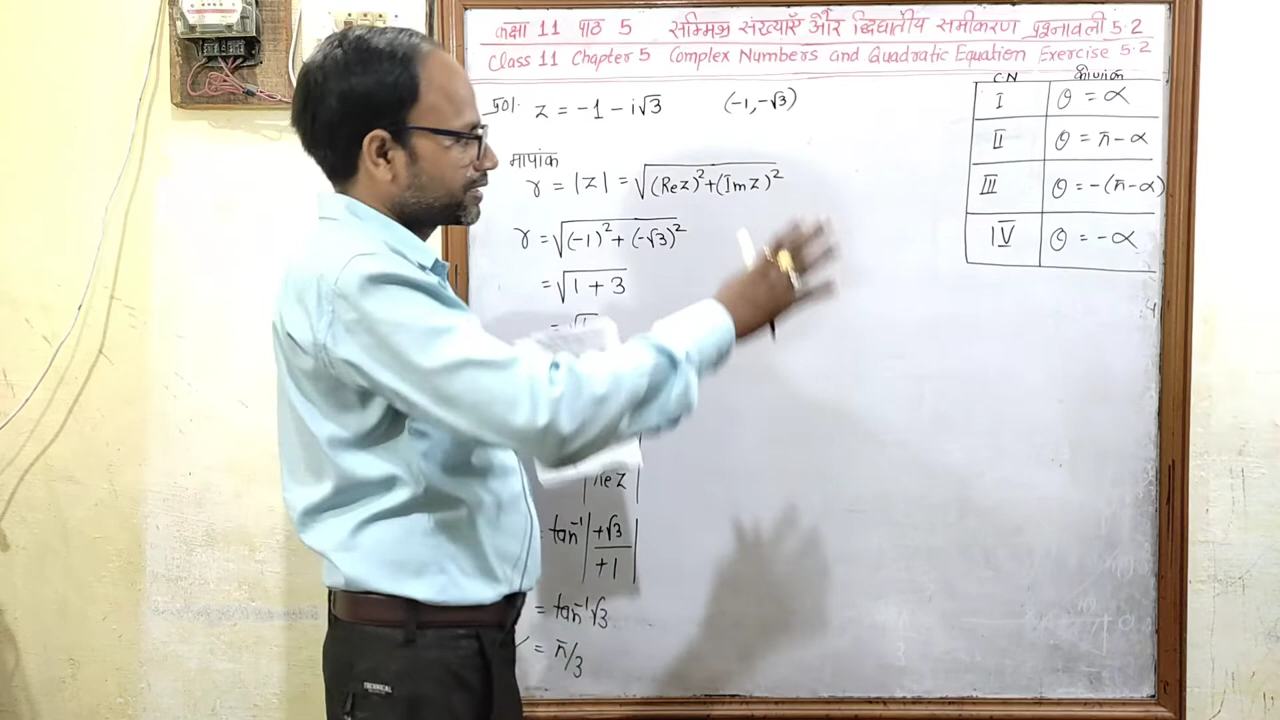 कक्षा 11 पाठ 5 सम्मिश्र संख्याएँ और द्विघातीय समीकरण प्रश्नावली 5.2
Class 11 Chapter 5 Complex Numbers and Quadratic Equation Exercise 5.2
प्र०1. z = -1 - i√3 (-1, -√3)
मापांक
r = |z| = √(Re z)² + (Im z)²
r = √(-1)² + (-√3)²
= √1 + 3
|Re z|
= tan⁻¹ |+√3 / +1|
= tan⁻¹√3
= π/3
C.N कोणांक
I θ = α
II θ = π - α
III θ = -(π - α)
IV θ = -α
TECHNICAL